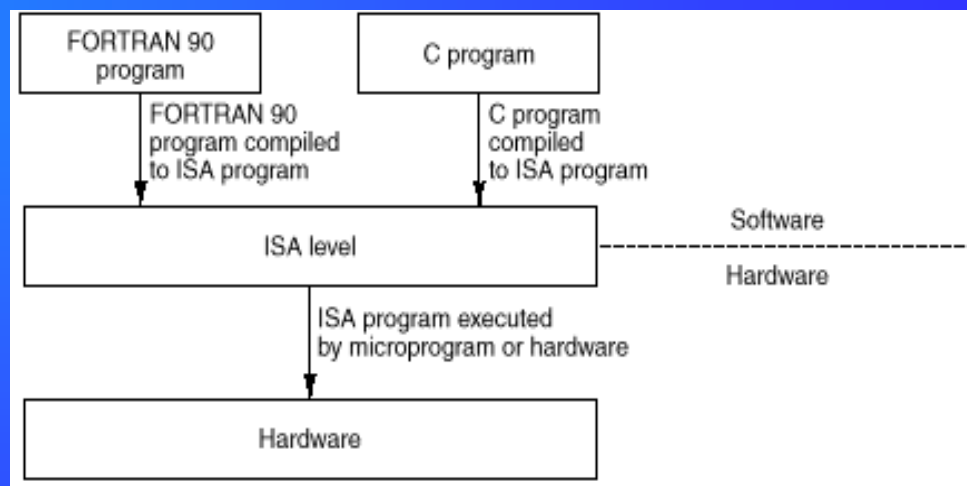 FORTRAN 90
program
C program
FORTRAN 90
program compiled
to ISA program
C program
compiled
to ISA program
ISA level
Software
Hardware
ISA program executed
by microprogram or hardware
Hardware